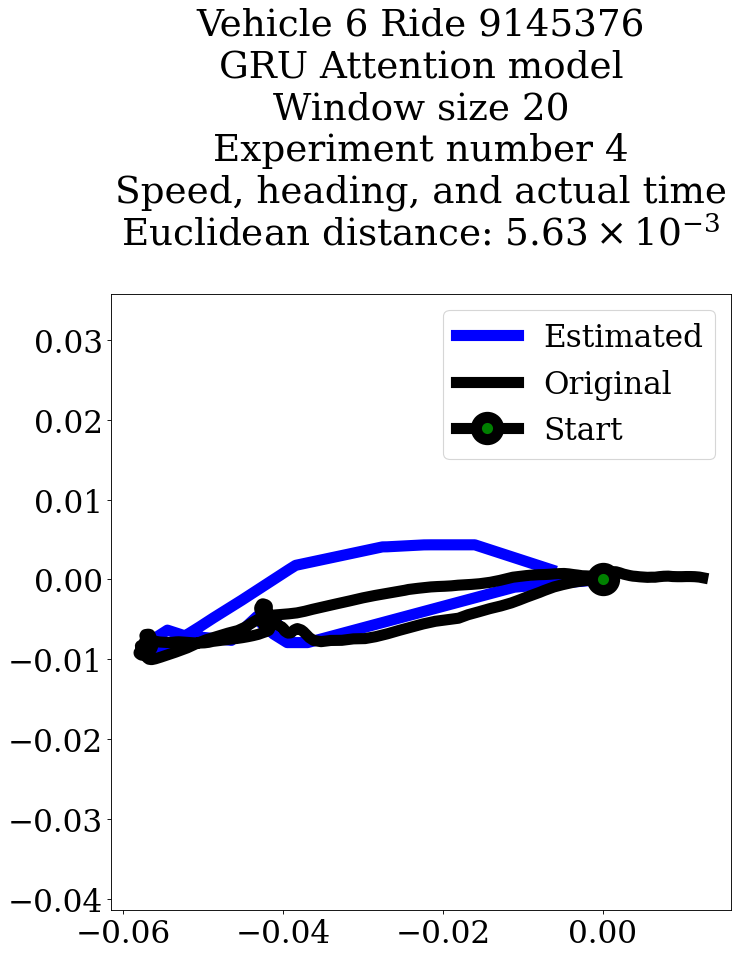 Vehicle 6 Ride 9145376
GRU Attention model
Window size 20
Experiment number 4
Speed, heading, and actual time
Euclidean distance: 5.63 × 10⁻³
Estimated
Original
Start
0.03
0.02
0.01
0.00
−0.01
−0.02
−0.03
−0.04
−0.06 −0.04 −0.02 0.00